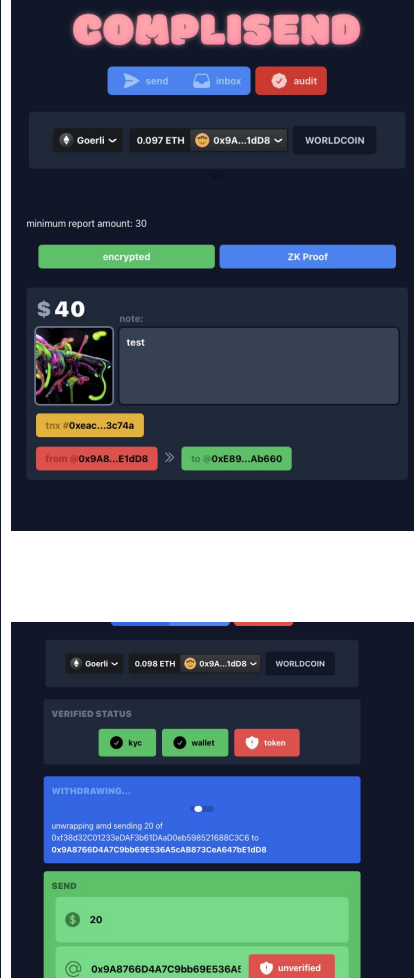 COMPLISEND
send inbox audit
Goerli 0.097 ETH 0x9A...1dD8 WORLDCOIN
minimum report amount: 30
encrypted ZK Proof
$ 40
note:
test
tnx #0xeac...3c74a
from @0x9A8...E1dD8 to @0xE89...Ab660
Goerli 0.098 ETH 0x9A...1dD8 WORLDCOIN
VERIFIED STATUS
kyc wallet token
WITHDRAWING...
unwrapping amd sending 20 of
0xf38d32C01233eDAF3b61DAaD0eb598521688C3C6 to
0x9A8766D4A7C9bb69E536A5cAB873CeA647bE1dD8
SEND
$ 20
@ 0x9A8766D4A7C9bb69E536A5 unverified